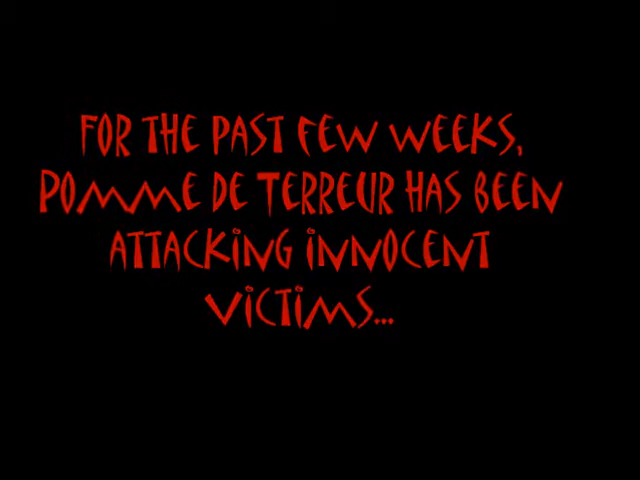 FOR THE PAST FEW WEEKS,
POMME DE TERREUR HAS BEEN
ATTACKING INNOCENT
VICTIMS...